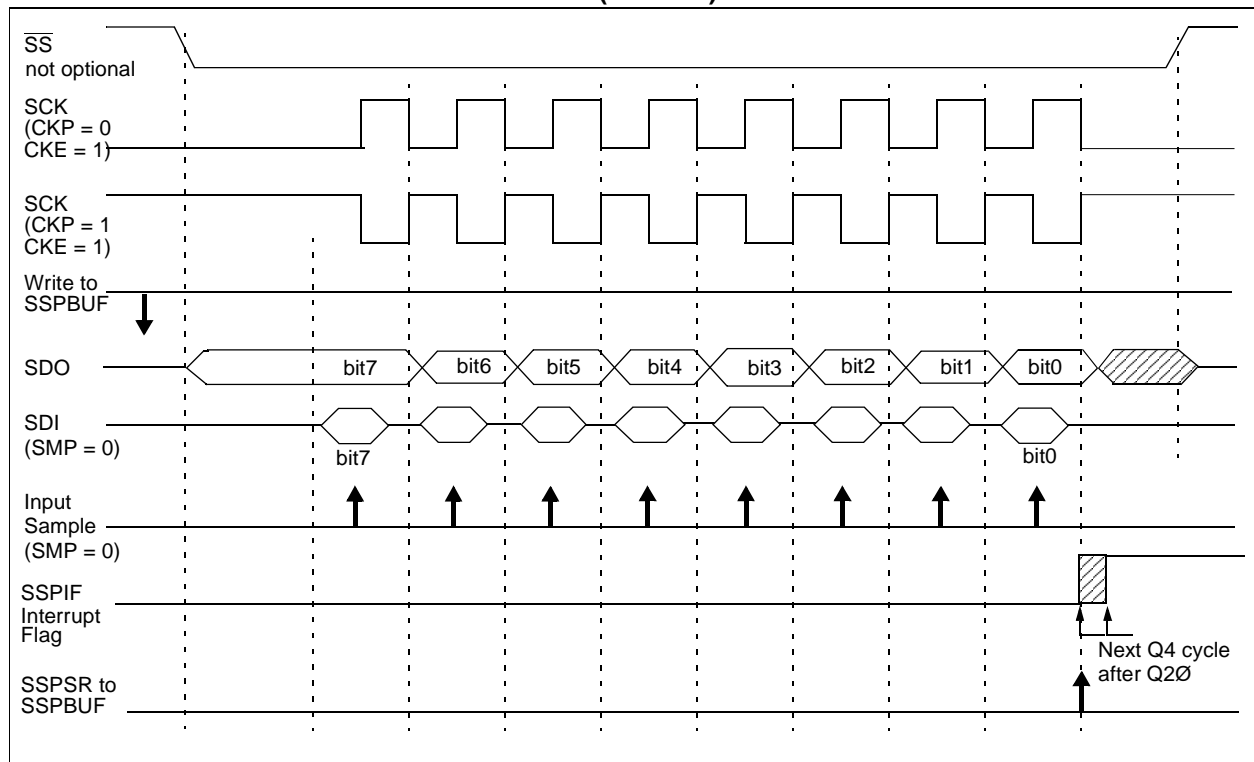 SS
not optional
SCK
(CKP = 0
CKE = 1)
SCK
(CKP = 1
CKE = 1)
Write to
SSPBUF
SDO
bit7 bit6 bit5 bit4 bit3 bit2 bit1 bit0
SDI
(SMP = 0)
bit7 bit0
Input
Sample
(SMP = 0)
SSPIF
Interrupt
Flag
Next Q4 cycle
after Q2Ø
SSPSR to
SSPBUF